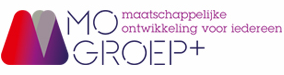 MO
GROEP+
maatschappelijke
ontwikkeling voor iedereen